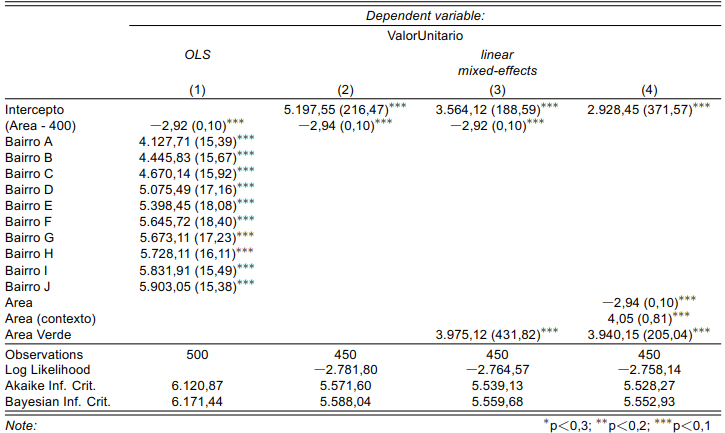 Dependent variable:
ValorUnitario
OLS linear
mixed-effects
(1) (2) (3) (4)
Intercepto 5.197,55 (216,47)*** 3.564,12 (188,59)*** 2.928,45 (371,57)***
(Area - 400) −2,92 (0,10)*** −2,94 (0,10)*** −2,92 (0,10)***
Bairro A 4.127,71 (15,39)***
Bairro B 4.445,83 (15,67)***
Bairro C 4.670,14 (15,92)***
Bairro D 5.075,49 (17,16)***
Bairro E 5.398,45 (18,08)***
Bairro F 5.645,72 (18,40)***
Bairro G 5.673,11 (17,23)***
Bairro H 5.728,11 (16,11)***
Bairro I 5.831,91 (15,49)***
Bairro J 5.903,05 (15,38)***
Area −2,94 (0,10)***
Area (contexto) 4,05 (0,81)***
Area Verde 3.975,12 (431,82)*** 3.940,15 (205,04)***
Observations 500 450 450 450
Log Likelihood −2.781,80 −2.764,57 −2.758,14
Akaike Inf. Crit. 6.120,87 5.571,60 5.539,13 5.528,27
Bayesian Inf. Crit. 6.171,44 5.588,04 5.559,68 5.552,93
Note: *p<0,3; **p<0,2; ***p<0,1